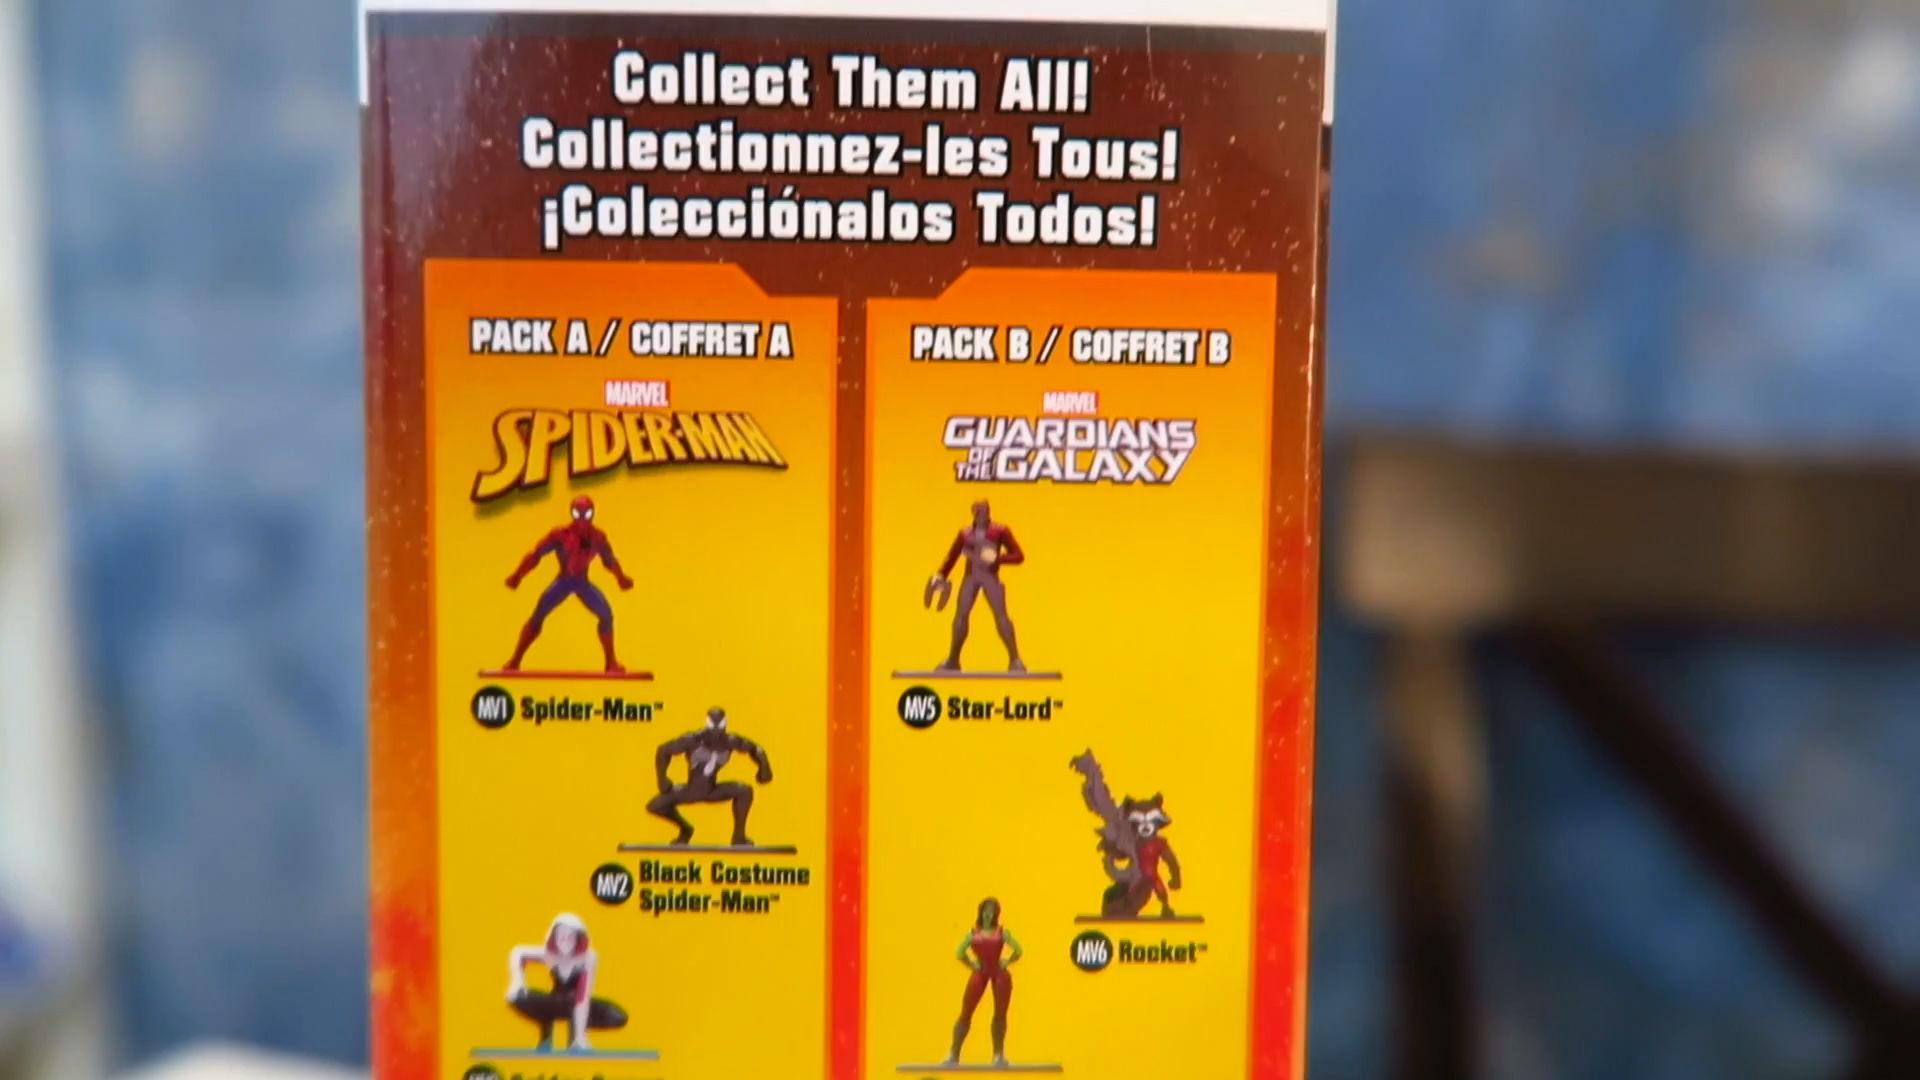 Collect Them All!
Collectionnez-les Tous!
¡Colecciónalos Todos!
PACK A / COFFRET A
MARVEL
SPIDER-MAN
MV1 Spider-Man™
MV2 Black Costume
Spider-Man™
PACK B / COFFRET B
MARVEL
GUARDIANS
OF THE GALAXY
MV5 Star-Lord™
MV6 Rocket™